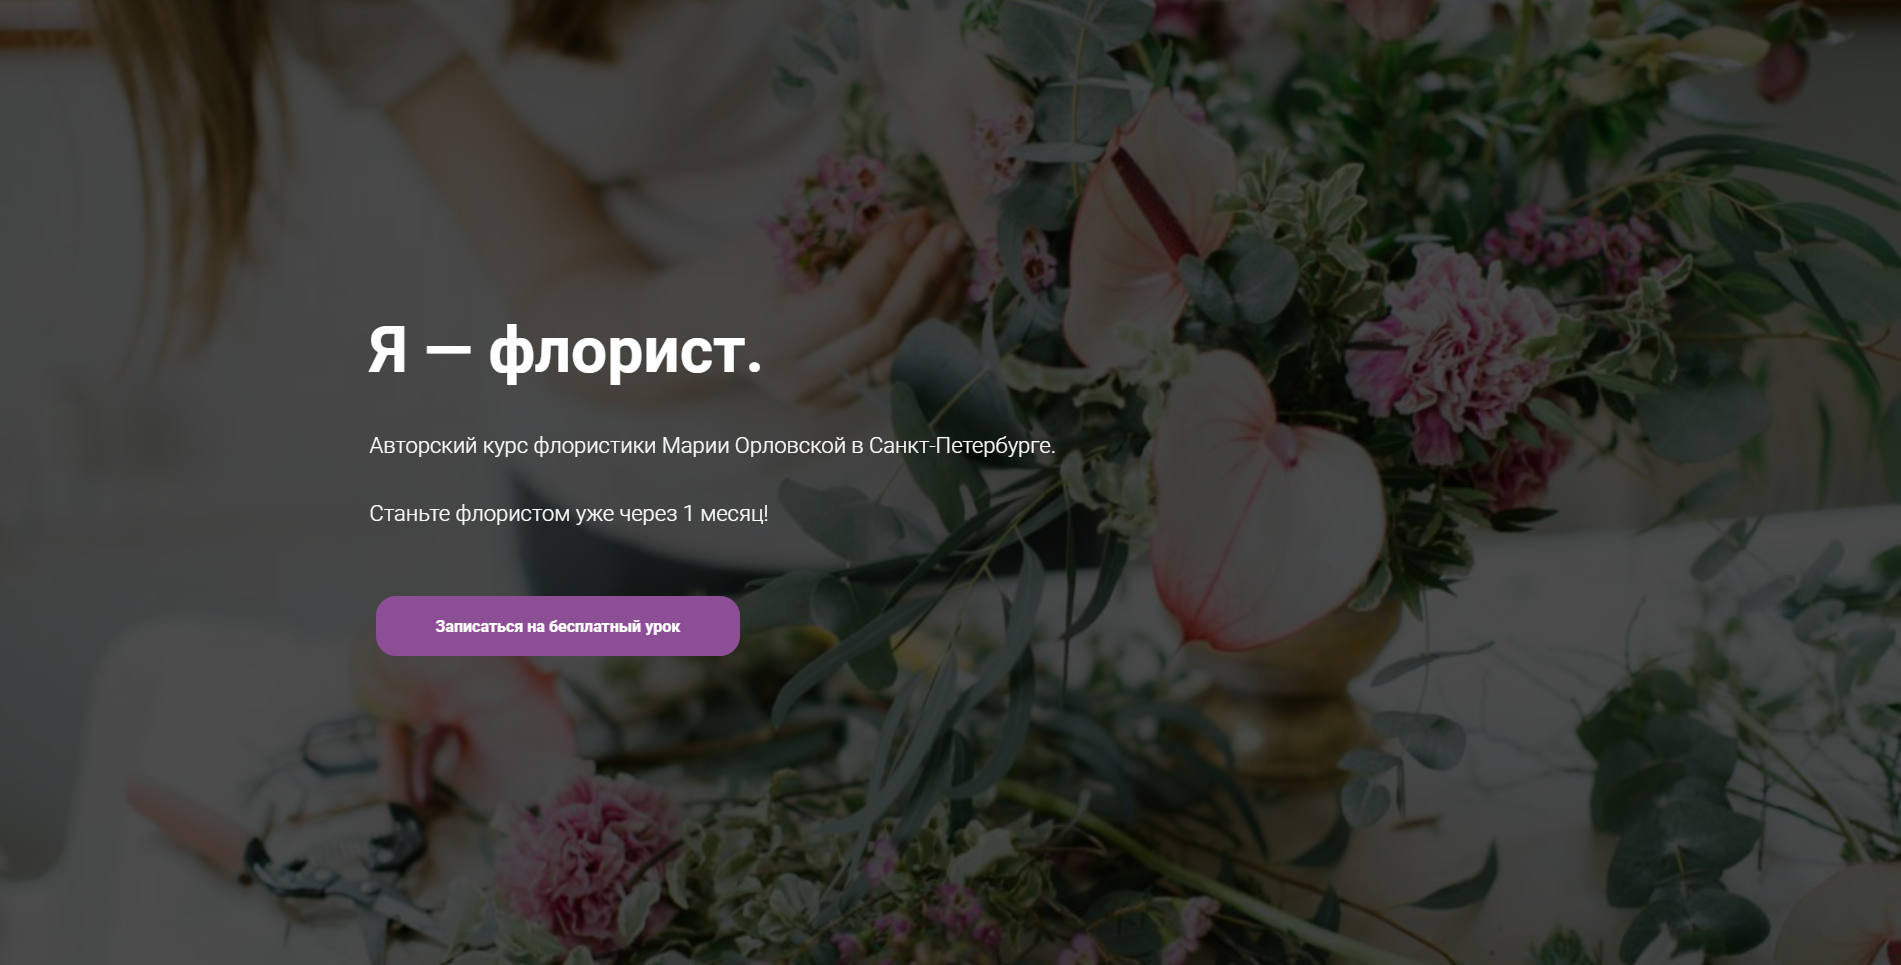 Я — флорист.
Авторский курс флористики Марии Орловской в Санкт-Петербурге.
Станьте флористом уже через 1 месяц!
Записаться на бесплатный урок